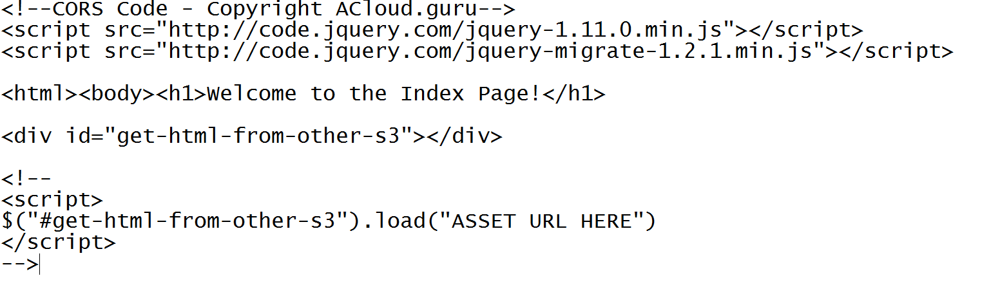 <!--CORS Code - Copyright ACloud.guru-->
<script src="http://code.jquery.com/jquery-1.11.0.min.js"></script>
<script src="http://code.jquery.com/jquery-migrate-1.2.1.min.js"></script>
<html><body><h1>Welcome to the Index Page!</h1>
<div id="get-html-from-other-s3"></div>
<!--
<script>
$("#get-html-from-other-s3").load("ASSET URL HERE")
</script>
-->